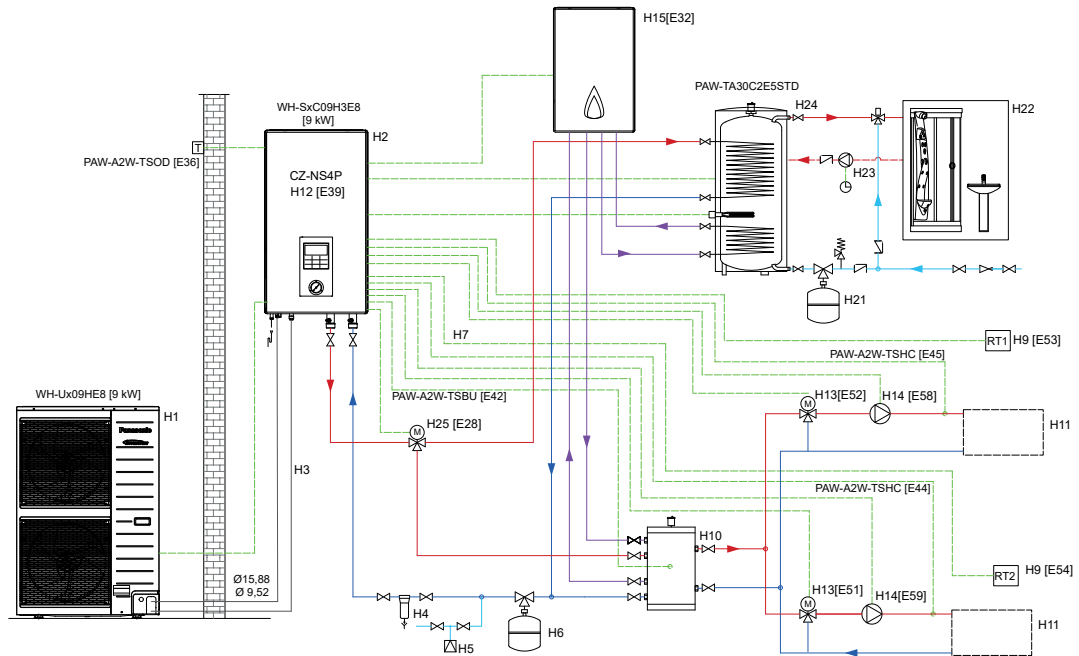 H15[E32]
PAW-TA30C2E5STD
WH-SxC09H3E8
[9 kW]
H24
H22
H2
T
PAW-A2W-TSOD [E36]
CZ-NS4P
H12 [E39]
H23
H21
H7
RT1
H9 [E53]
PAW-A2W-TSHC [E45]
PAW-A2W-TSBU [E42]
WH-Ux09HE8 [9 kW]
H13[E52]
H14 [E58]
M
H1
H25 [E28]
M
H11
Panasonic
H3
PAW-A2W-TSHC [E44]
H10
RT2
H9 [E54]
Ø15,88
Ø 9,52
H13[E51]
M
H14[E59]
H4
H5
H6
H11